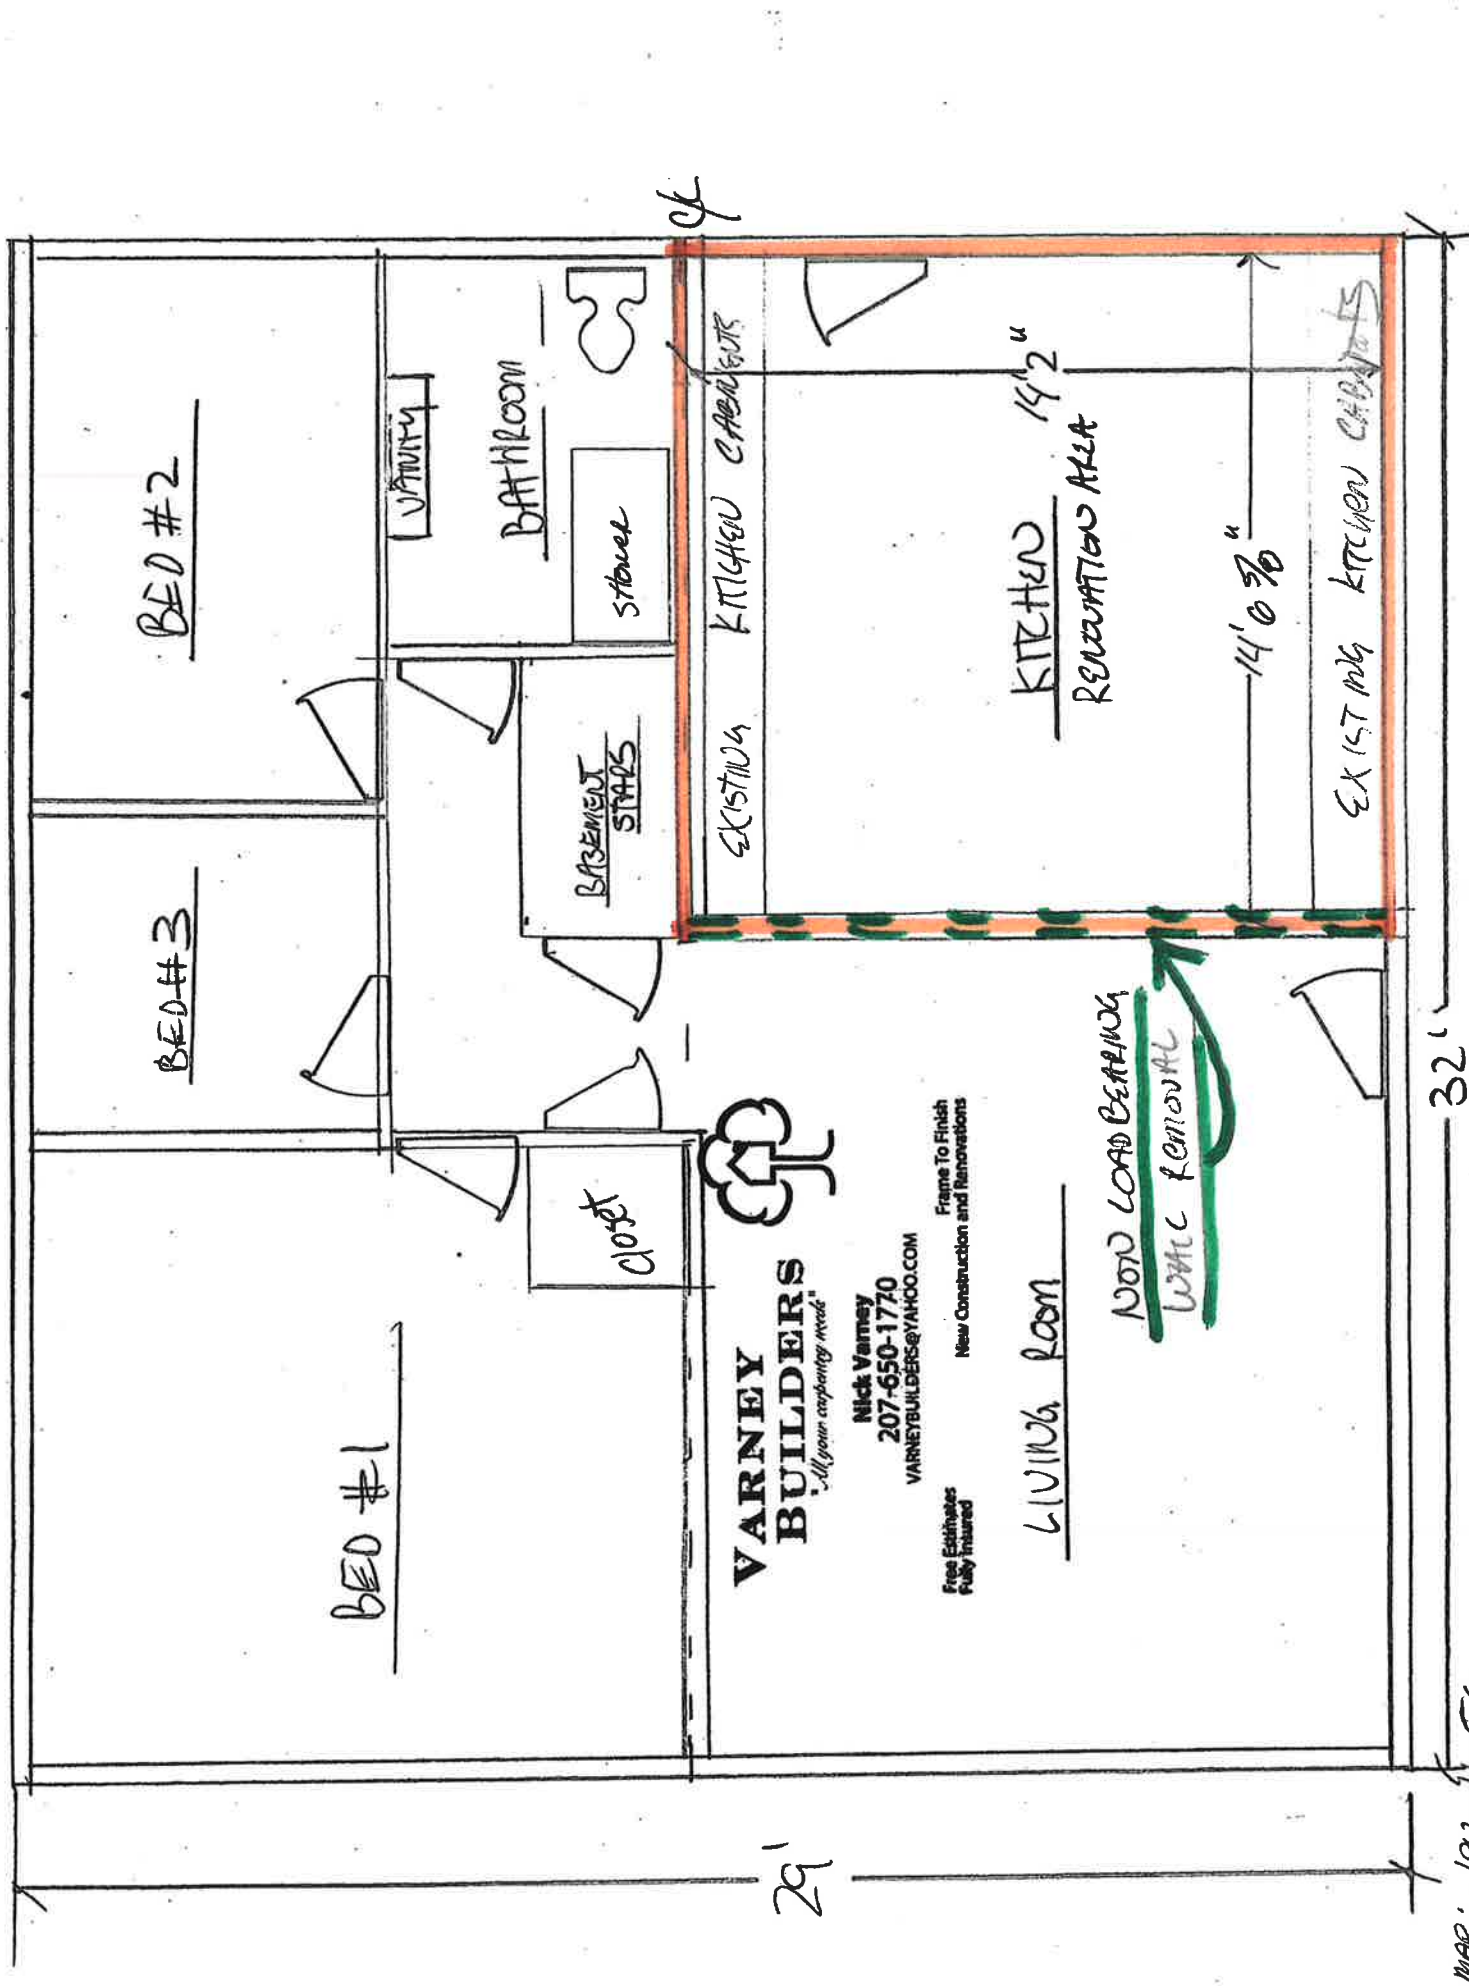 BED #1
BED #3
BED #2
closet
BASEMENT
STAIRS
VANITY
BATHROOM
shower
C/L
VARNEY
BUILDERS
"All your carpentry needs"
Nick Varney
207-650-1770
VARNEYBUILDERS@YAHOO.COM
Free Estimates
Fully Insured
Frame To Finish
New Construction and Renovations
LIVING ROOM
NON LOAD BEARING
WALL REMOVAL
EXISTING KITCHEN CABINENTS
KITCHEN
RENOVATION AREA
14'2"
14' 6 5/8"
EXISTING KITCHEN CABINETS
29'
32'
MAP: